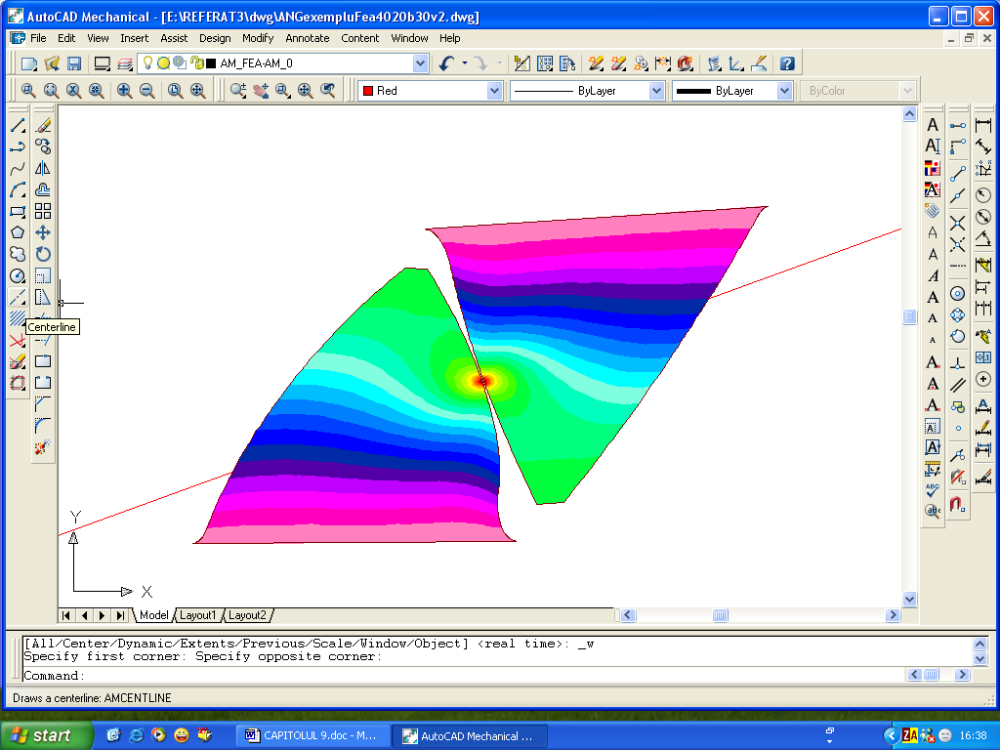 AutoCAD Mechanical - [E:\REFERAT3\dwg\ANGexempluFea4020b30v2.dwg]
File Edit View Insert Assist Design Modify Annotate Content Window Help
AM_FEA-AM_0
Red ByLayer ByLayer ByColor
Centerline
Y
X
Model Layout1 Layout2
[All/Center/Dynamic/Extents/Previous/Scale/Window/Object] <real time>: _w
Specify first corner: Specify opposite corner:
Command:
Draws a centerline: AMCENTLINE
start CAPITOLUL 9.doc - M... AutoCAD Mechanical ... ZA 16:38